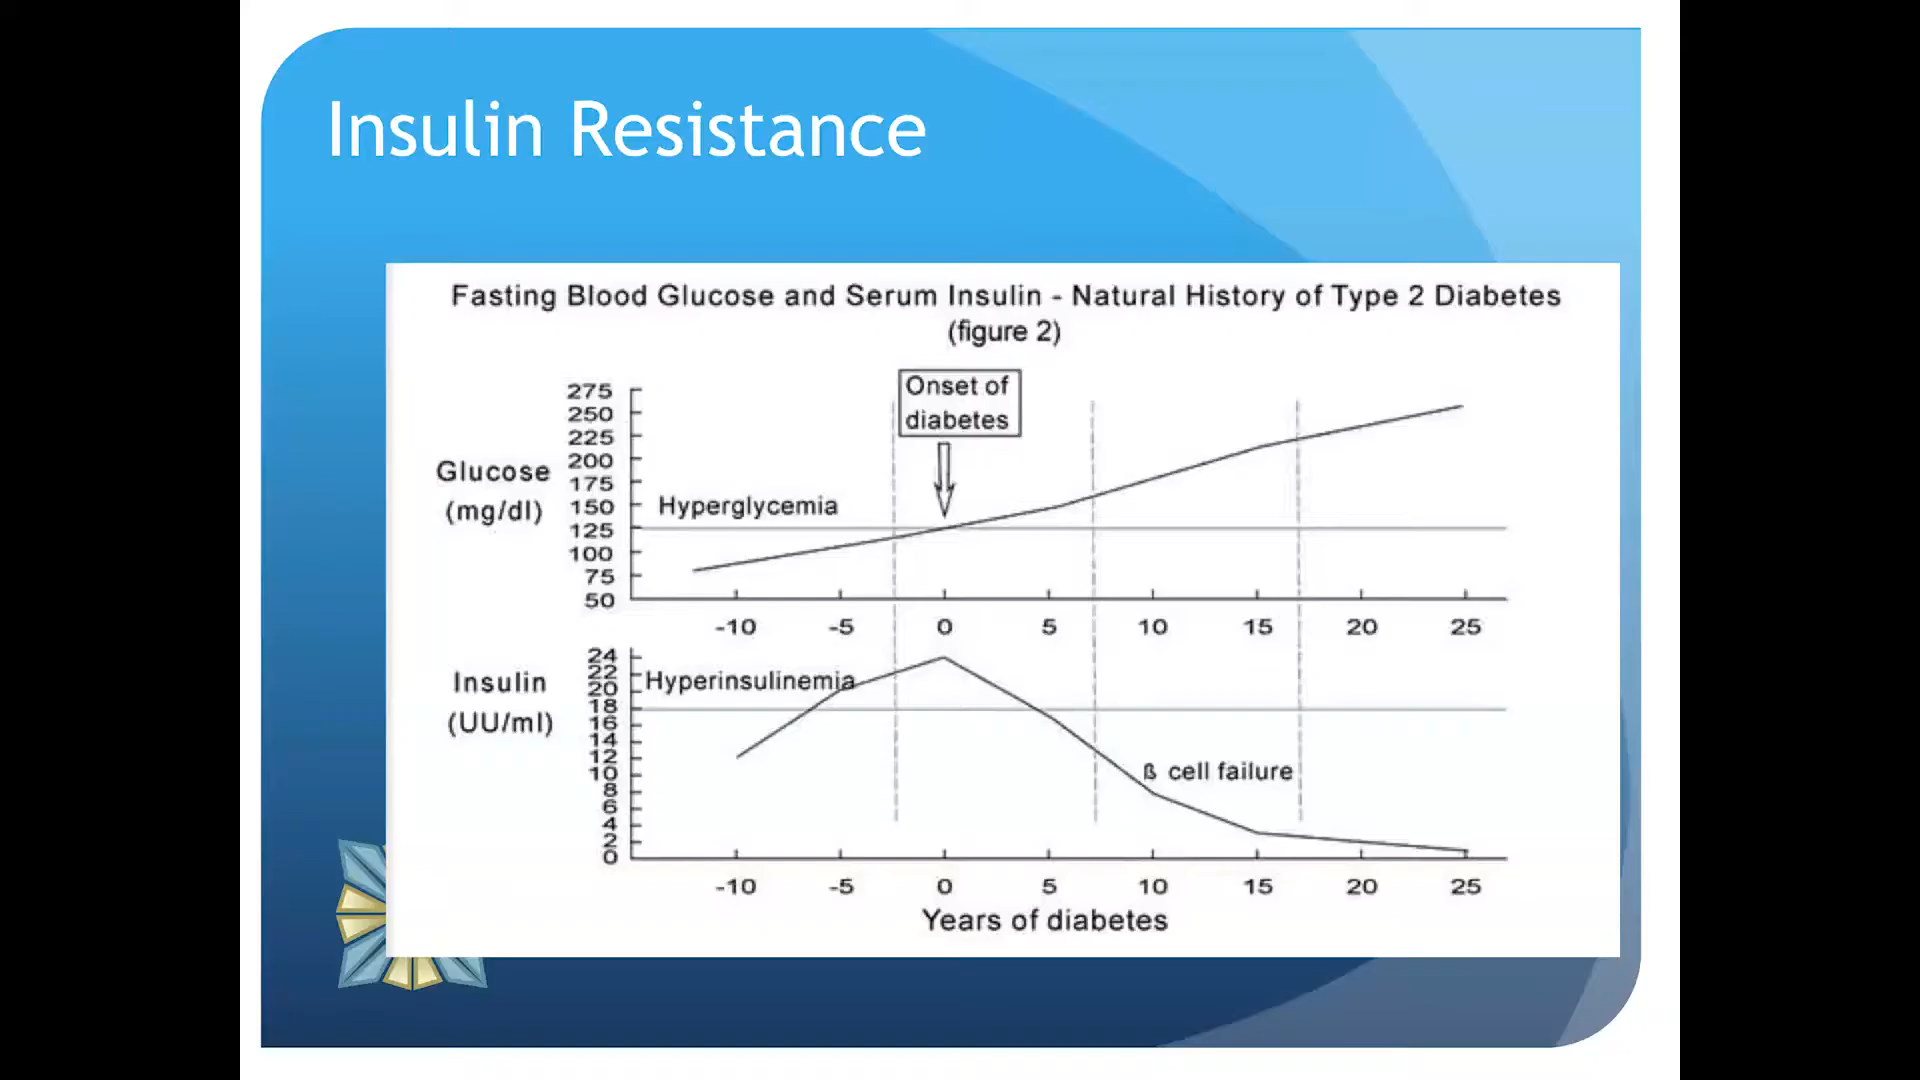 Insulin Resistance
Fasting Blood Glucose and Serum Insulin - Natural History of Type 2 Diabetes
(figure 2)
Onset of
diabetes
275
250
225
200
175
150
125
100
75
50
Glucose
(mg/dl)
Hyperglycemia
-10 -5 0 5 10 15 20 25
24
22
20
18
16
14
12
10
8
6
4
2
0
Insulin
(UU/ml)
Hyperinsulinemia
ß cell failure
-10 -5 0 5 10 15 20 25
Years of diabetes